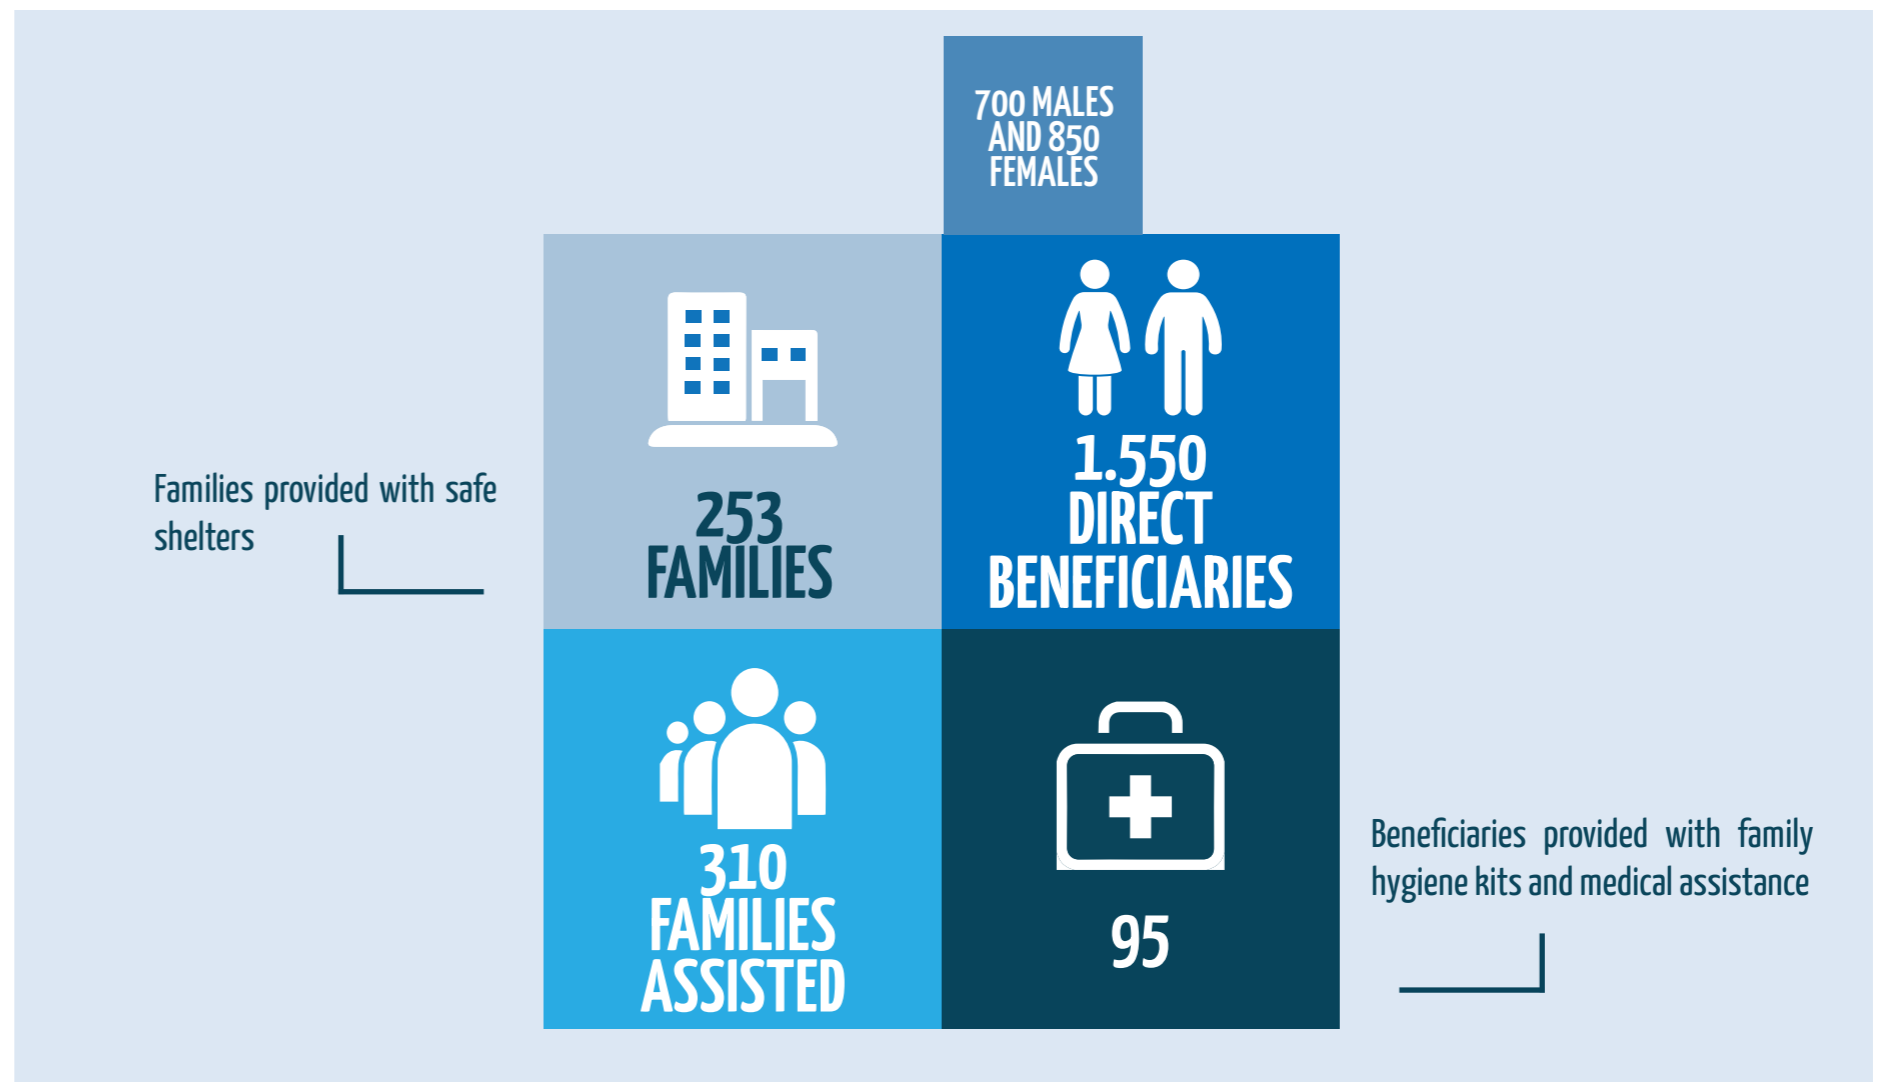 700 MALES
AND 850
FEMALES
Families provided with safe
shelters
253
FAMILIES
1.550
DIRECT
BENEFICIARIES
310
FAMILIES
ASSISTED
95
Beneficiaries provided with family
hygiene kits and medical assistance